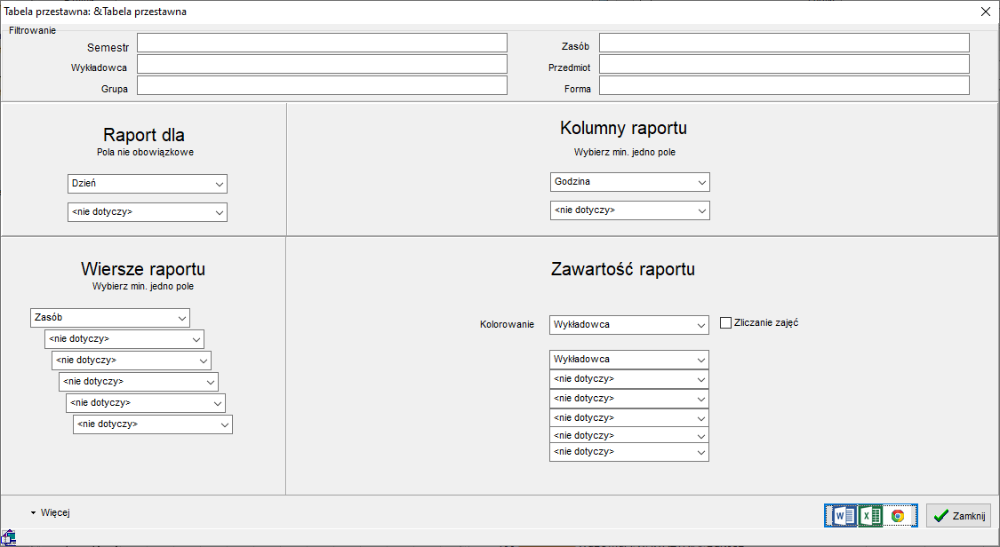 Tabela przestawna: &Tabela przestawna
Filtrowanie
Semestr
Zasób
Wykładowca
Przedmiot
Grupa
Forma
Raport dla
Pola nie obowiązkowe
Dzień
<nie dotyczy>
Kolumny raportu
Wybierz min. jedno pole
Godzina
<nie dotyczy>
Wiersze raportu
Wybierz min. jedno pole
Zasób
<nie dotyczy>
<nie dotyczy>
<nie dotyczy>
<nie dotyczy>
<nie dotyczy>
Zawartość raportu
Kolorowanie
Wykładowca
Zliczanie zajęć
Wykładowca
<nie dotyczy>
<nie dotyczy>
<nie dotyczy>
<nie dotyczy>
<nie dotyczy>
Więcej
Zamknij